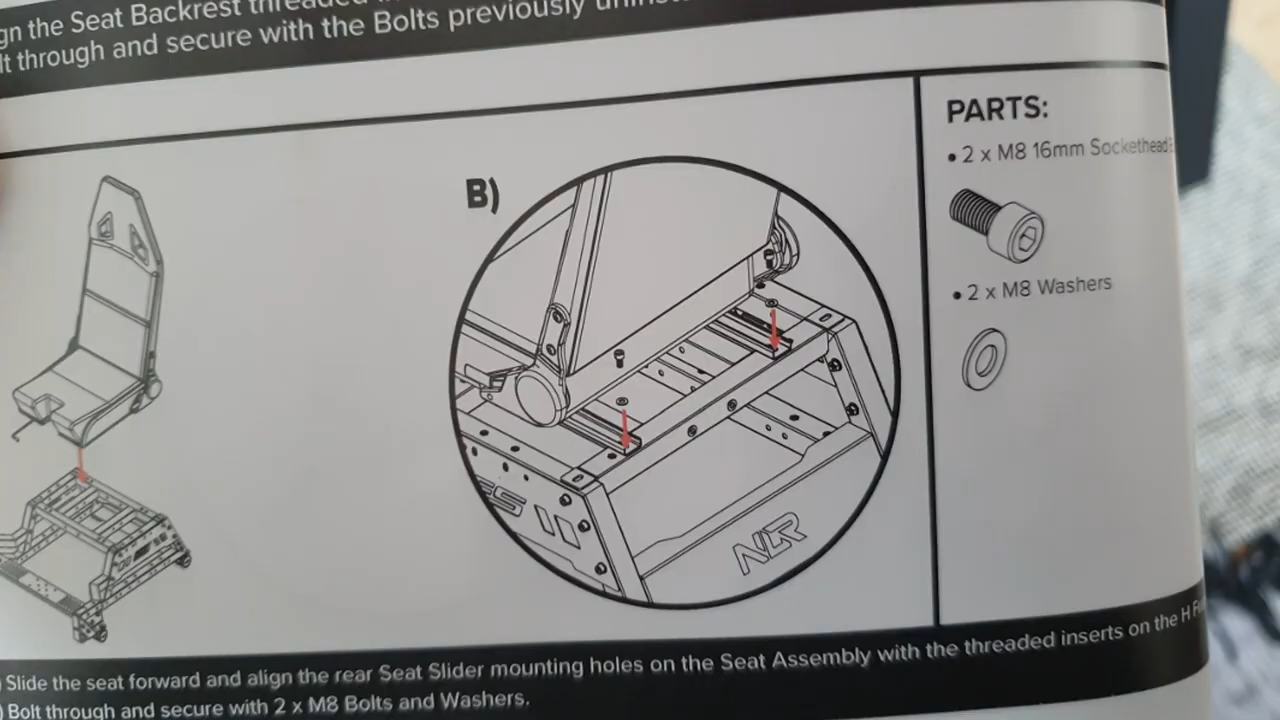 the Seat Backrest
through and secure with the Bolts previously
PARTS:
• 2 x M8 16mm Sockethead
B)
• 2 x M8 Washers
NLR
Slide the seat forward and align the rear Seat Slider mounting holes on the Seat Assembly with the threaded inserts on the H
Bolt through and secure with 2 x M8 Bolts and Washers.